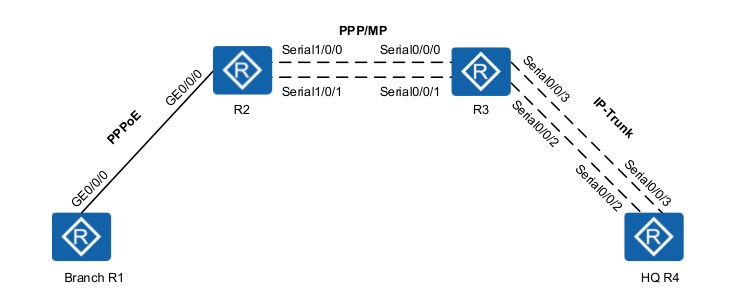 PPP/MP
Serial1/0/0
Serial0/0/0
R
R
Serial1/0/1
Serial0/0/1
R2
R3
GE0/0/0
PPPoE
GE0/0/0
Serial0/0/3
Serial0/0/2
IP-Trunk
Serial0/0/3
Serial0/0/2
R
R
Branch R1
HQ R4